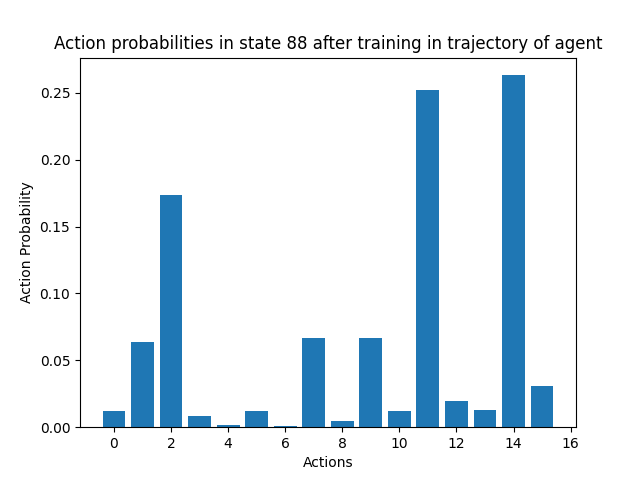 Action probabilities in state 88 after training in trajectory of agent
0.25
0.20
0.15
0.10
0.05
0.00
Action Probability
0 2 4 6 8 10 12 14 16
Actions